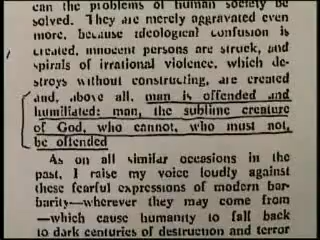 can the problems of human society be
solved. They are merely aggravated even
more, because ideological confusion is
created, innocent persons are struck, and
spirals of irrational violence, which de-
stroys without constructing, are created
and, above all, man is offended and
humiliated: man, the sublime creature
of God, who cannot, who must not,
be offended
As on all similar occasions in the
past, I raise my voice loudly against
these fearful expressions of modern bar-
barity—wherever they may come from
—which cause humanity to fall back
to dark centuries of destruction and terror